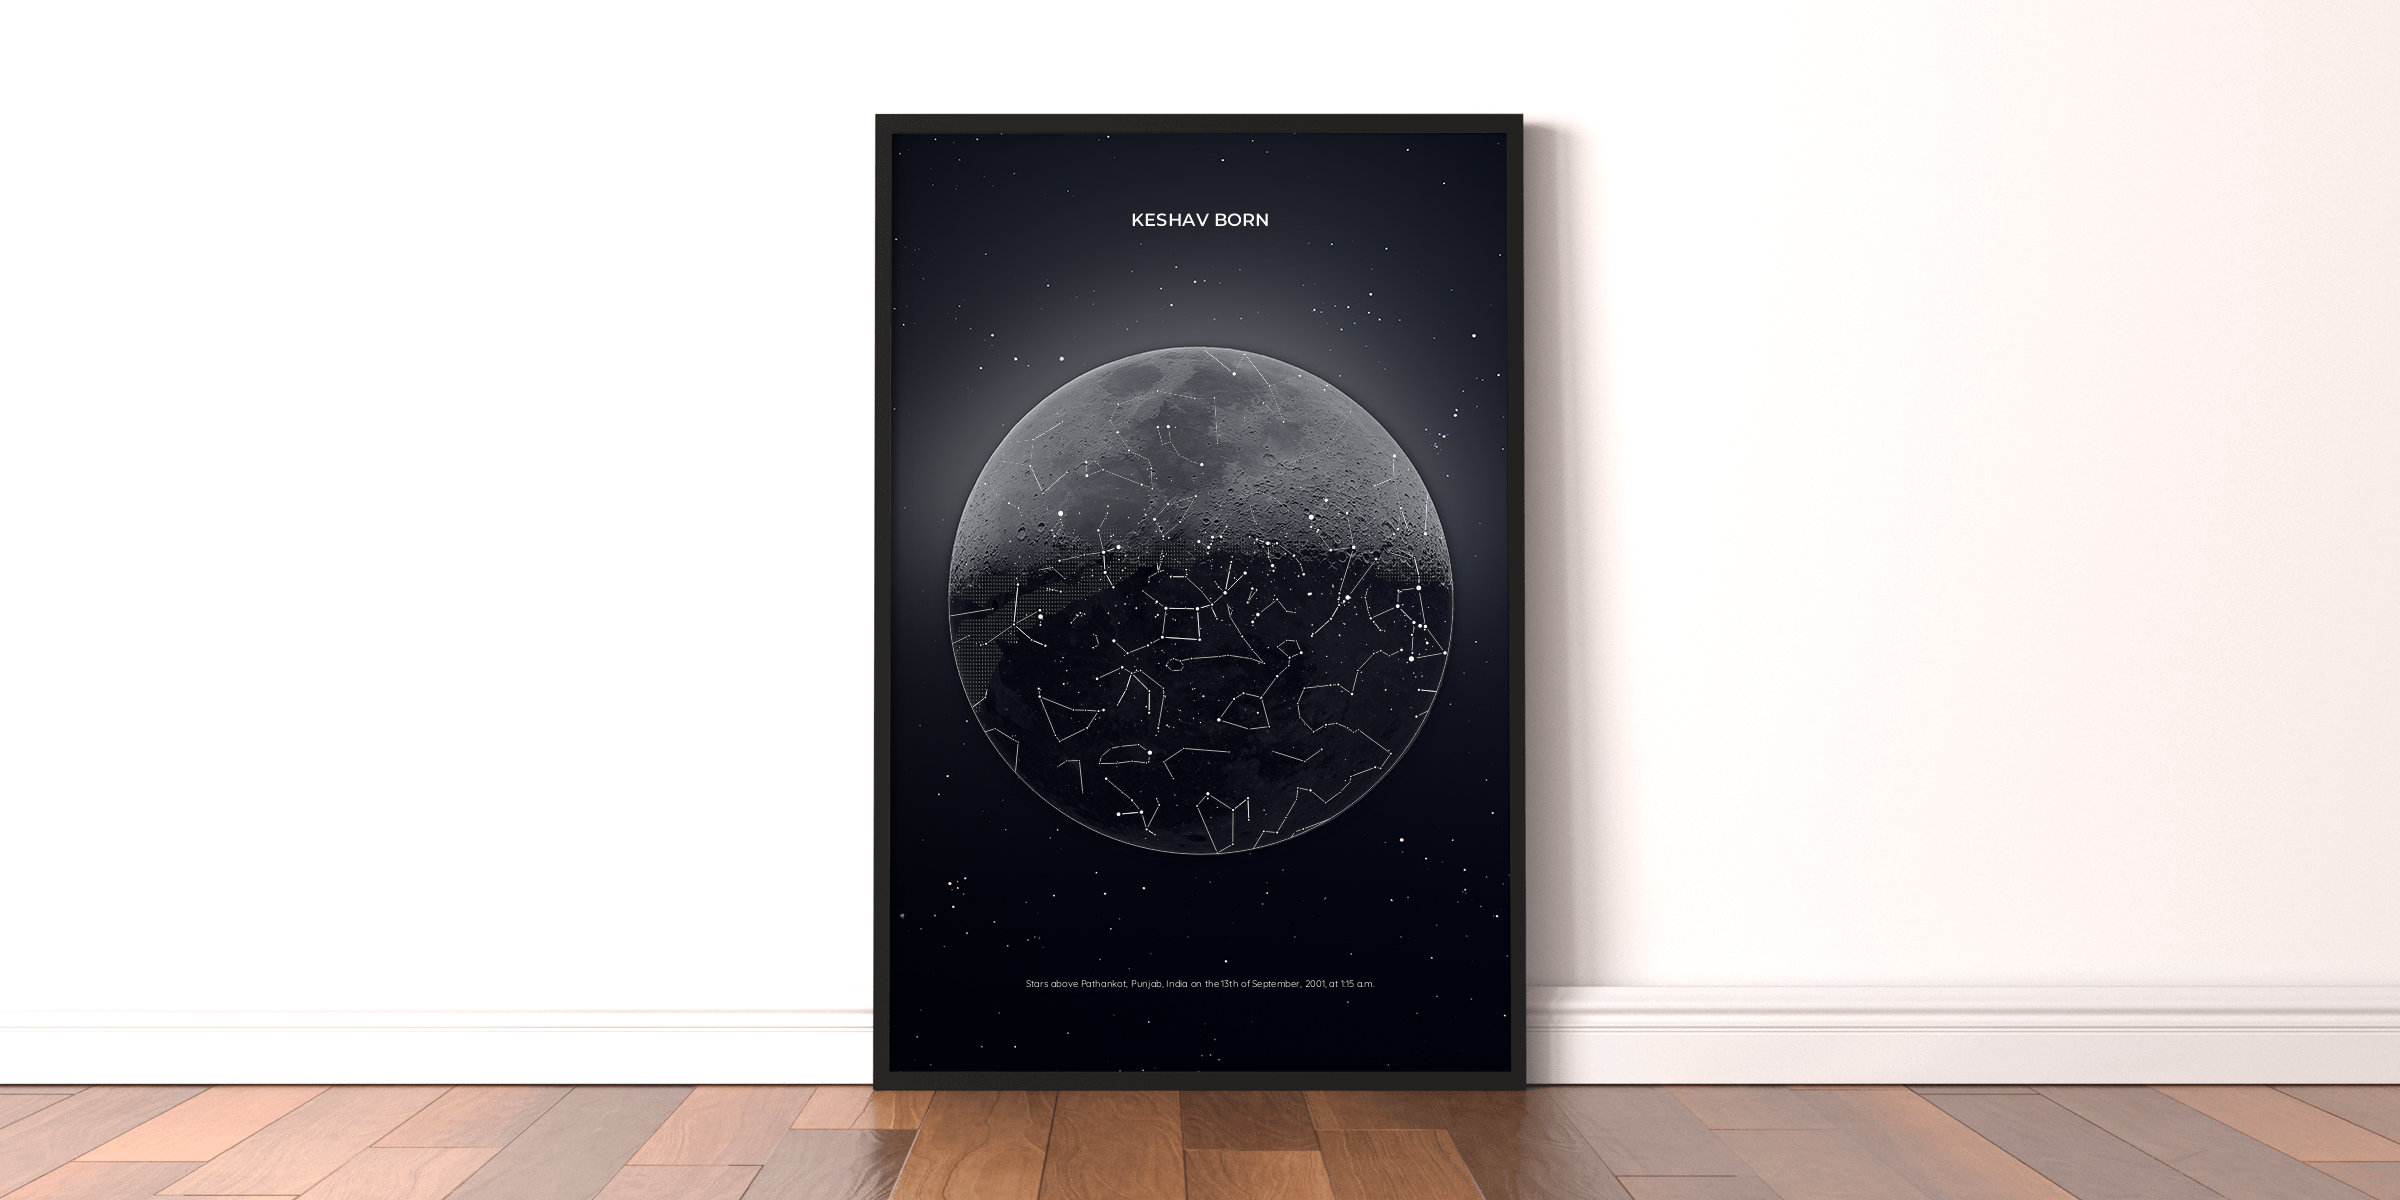 KESHAV BORN
Stars above Pathankot, Punjab, India on the 13th of September, 2001, at 1:15 a.m.